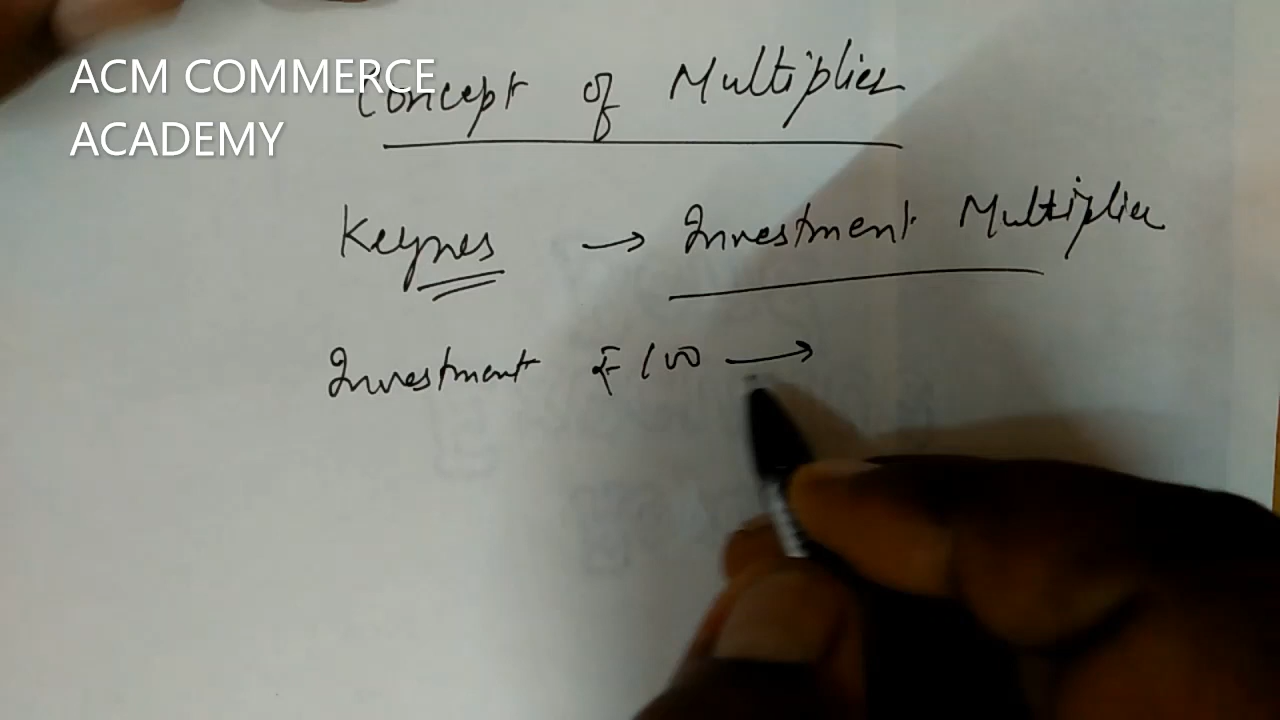 ACM COMMERCE
ACADEMY
Concept of Multiplier
Keynes → Investment Multiplier
Investment ₹ 100 →